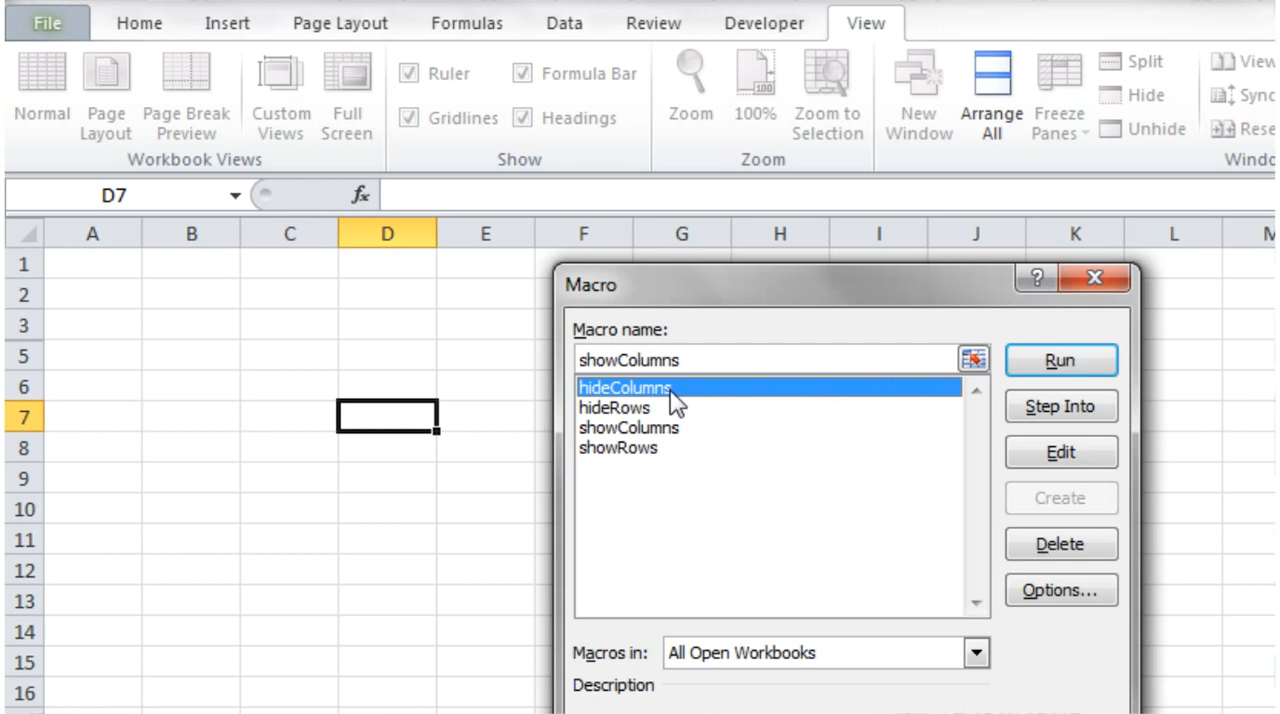 File Home Insert Page Layout Formulas Data Review Developer View
Normal Page Layout Page Break Preview Custom Views Full Screen
Workbook Views
Ruler Formula Bar
Gridlines Headings
Show
Zoom 100% Zoom to Selection
Zoom
New Window Arrange All Freeze Panes
Split
Hide
Unhide
View
D7 fx
A B C D E F G H I J K L
1
2
3
5
6
7
8
9
10
11
12
13
14
15
16
Macro
Macro name:
showColumns
hideColumns
hideRows
showColumns
showRows
Run
Step Into
Edit
Create
Delete
Options...
Macros in: All Open Workbooks
Description